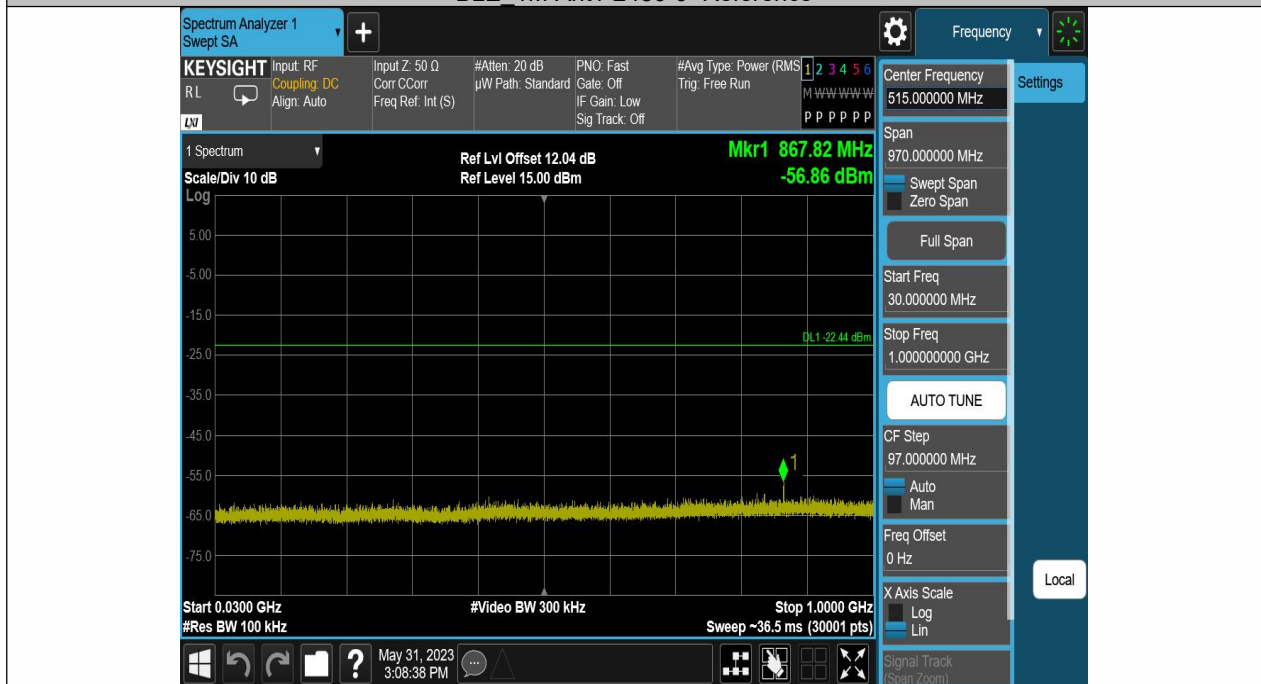 Spectrum Analyzer 1
Swept SA
Frequency
KEYSIGHT
RL
LXI
Input: RF
Coupling: DC
Align: Auto
Input Z: 50 Ω
Corr CCorr
Freq Ref: Int (S)
#Atten: 20 dB
µW Path: Standard
PNO: Fast
Gate: Off
IF Gain: Low
Sig Track: Off
#Avg Type: Power (RMS
Trig: Free Run
1 2 3 4 5 6
M W W W W W
P P P P P P
1 Spectrum
Scale/Div 10 dB
Log
Ref Lvl Offset 12.04 dB
Ref Level 15.00 dBm
Mkr1 867.82 MHz
-56.86 dBm
5.00
-5.00
-15.0
DL1 -22.44 dBm
-25.0
-35.0
-45.0
1
-55.0
-65.0
-75.0
Start 0.0300 GHz
#Res BW 100 kHz
#Video BW 300 kHz
Stop 1.0000 GHz
Sweep ~36.5 ms (30001 pts)
May 31, 2023
3:08:38 PM
Center Frequency
515.000000 MHz
Settings
Span
970.000000 MHz
Swept Span
Zero Span
Full Span
Start Freq
30.000000 MHz
Stop Freq
1.000000000 GHz
AUTO TUNE
CF Step
97.000000 MHz
Auto
Man
Freq Offset
0 Hz
Local
X Axis Scale
Log
Lin
Signal Track
(Span Zoom)